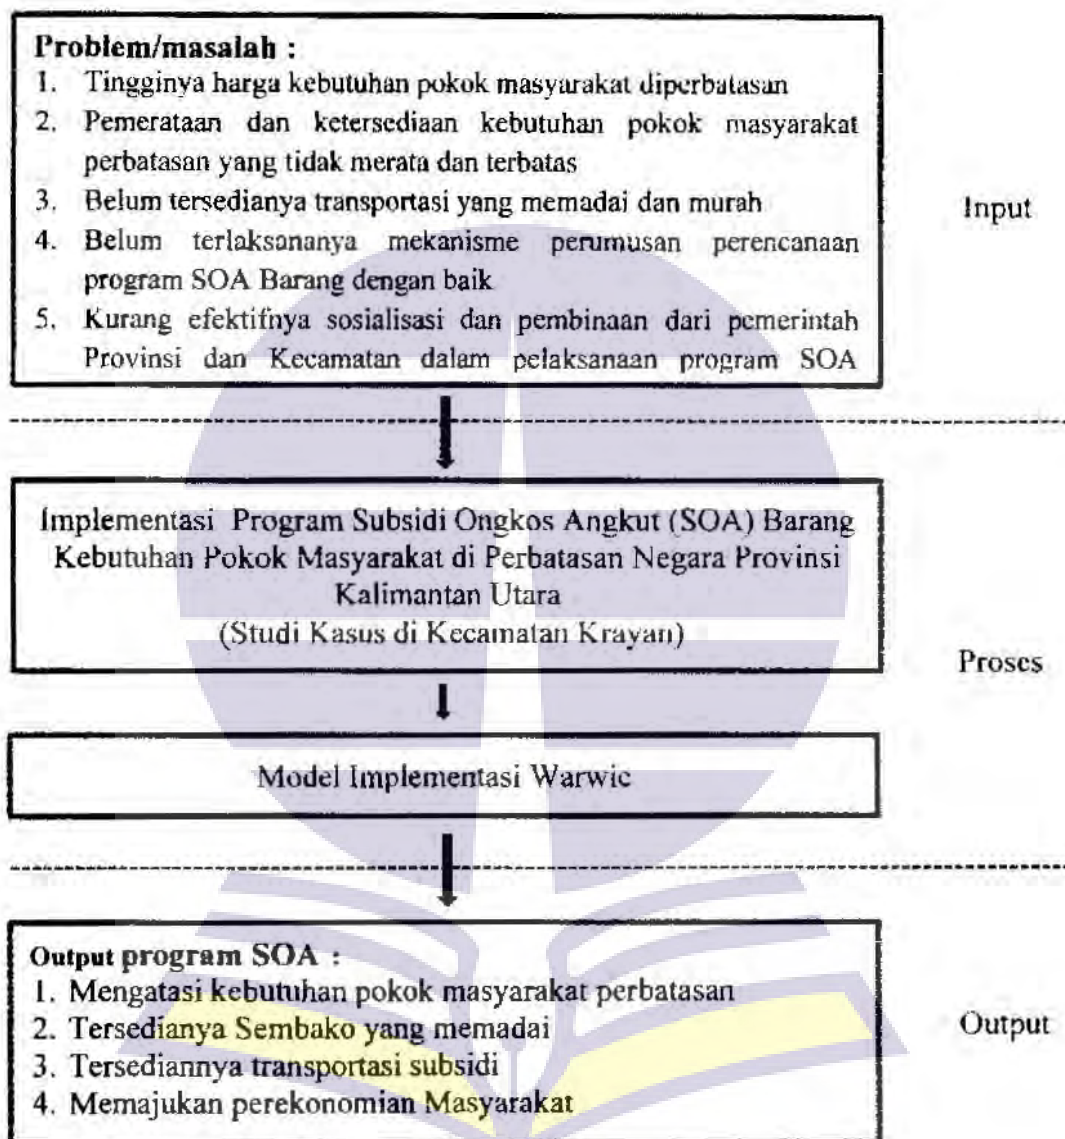 Problem/masalah :
1. Tingginya harga kebutuhan pokok masyarakat diperbatasan
2. Pemerataan dan ketersediaan kebutuhan pokok masyarakat
perbatasan yang tidak merata dan terbatas
3. Belum tersedianya transportasi yang memadai dan murah
4. Belum terlaksananya mekanisme perumusan perencanaan
program SOA Barang dengan baik
5. Kurang efektifnya sosialisasi dan pembinaan dari pemerintah
Provinsi dan Kecamatan dalam pelaksanaan program SOA
Input
Implementasi Program Subsidi Ongkos Angkut (SOA) Barang
Kebutuhan Pokok Masyarakat di Perbatasan Negara Provinsi
Kalimantan Utara
(Studi Kasus di Kecamatan Krayan)
Proses
Model Implementasi Warwic
Output program SOA :
1. Mengatasi kebutuhan pokok masyarakat perbatasan
2. Tersedianya Sembako yang memadai
3. Tersediannya transportasi subsidi
4. Memajukan perekonomian Masyarakat
Output